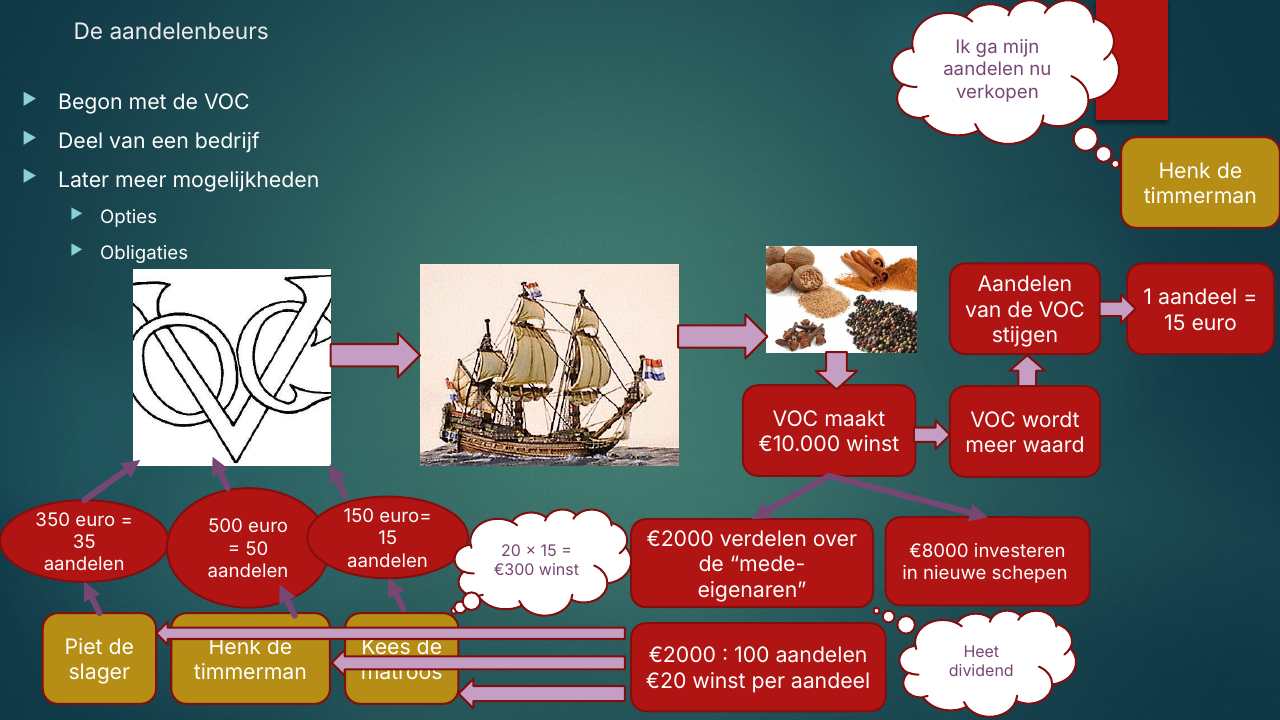 De aandelenbeurs
Begon met de VOC
Deel van een bedrijf
Later meer mogelijkheden
Opties
Obligaties
Ik ga mijn
aandelen nu
verkopen
Henk de
timmerman
VOC
Aandelen
van de VOC
stijgen
1 aandeel =
15 euro
VOC maakt
€10.000 winst
VOC wordt
meer waard
350 euro =
35
aandelen
500 euro
= 50
aandelen
150 euro=
15
aandelen
20 × 15 =
€300 winst
€2000 verdelen over
de “mede-
eigenaren”
€8000 investeren
in nieuwe schepen
Piet de
slager
Henk de
timmerman
Kees de
matroos
€2000 : 100 aandelen
€20 winst per aandeel
Heet
dividend